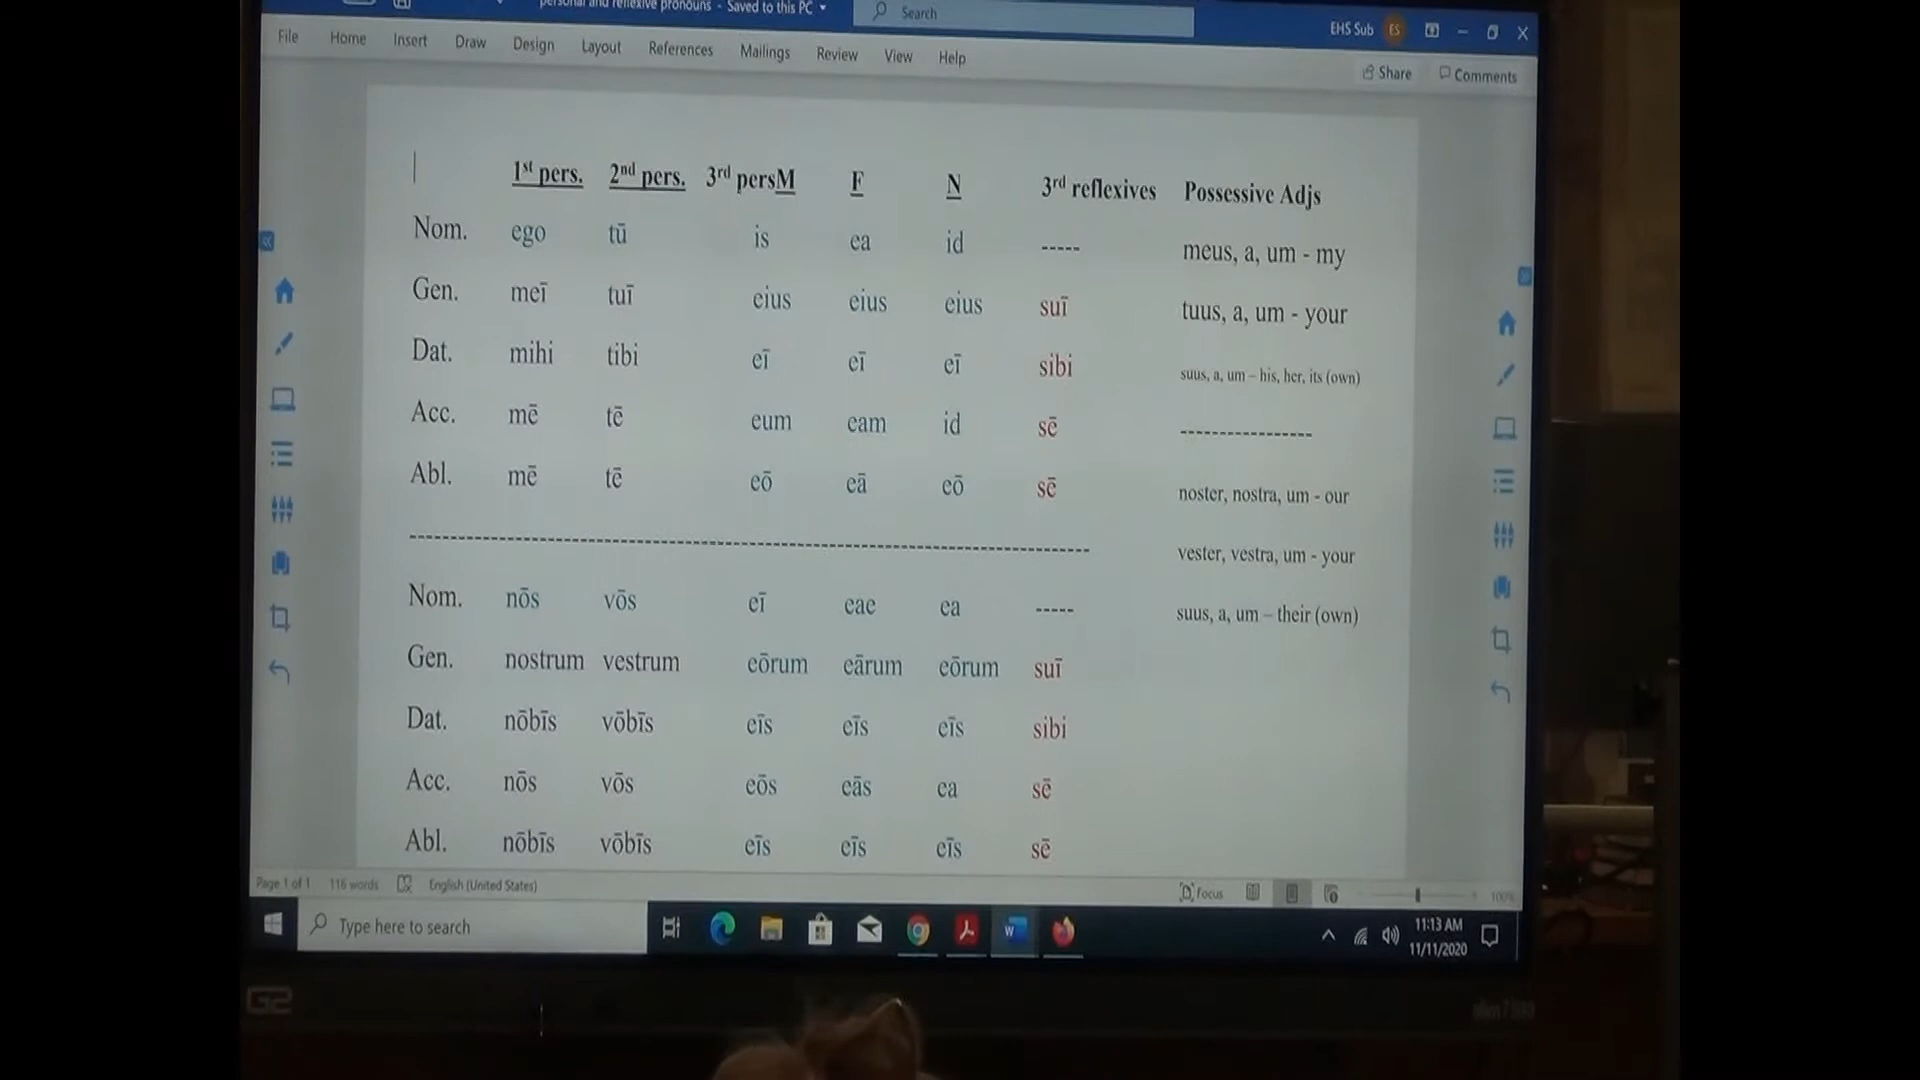 personal and reflexive pronouns - Saved to this PC
Search
EHS Sub ES
File Home Insert Draw Design Layout References Mailings Review View Help
Share Comments
1st pers. 2nd pers. 3rd persM F N 3rd reflexives Possessive Adjs
Nom. ego tū is ea id ----- meus, a, um - my
Gen. meī tuī eius eius eius suī tuus, a, um - your
Dat. mihi tibi eī eī eī sibi suus, a, um – his, her, its (own)
Acc. mē tē eum eam id sē -----------------
Abl. mē tē eō eā eō sē noster, nostra, um - our
vester, vestra, um - your
Nom. nōs vōs eī eae ea ----- suus, a, um – their (own)
Gen. nostrum vestrum eōrum eārum eōrum suī
Dat. nōbīs vōbīs eīs eīs eīs sibi
Acc. nōs vōs eōs eās ea sē
Abl. nōbīs vōbīs eīs eīs eīs sē
Page 1 of 1 116 words English (United States) Focus 100%
Type here to search
11:13 AM
11/11/2020
G2